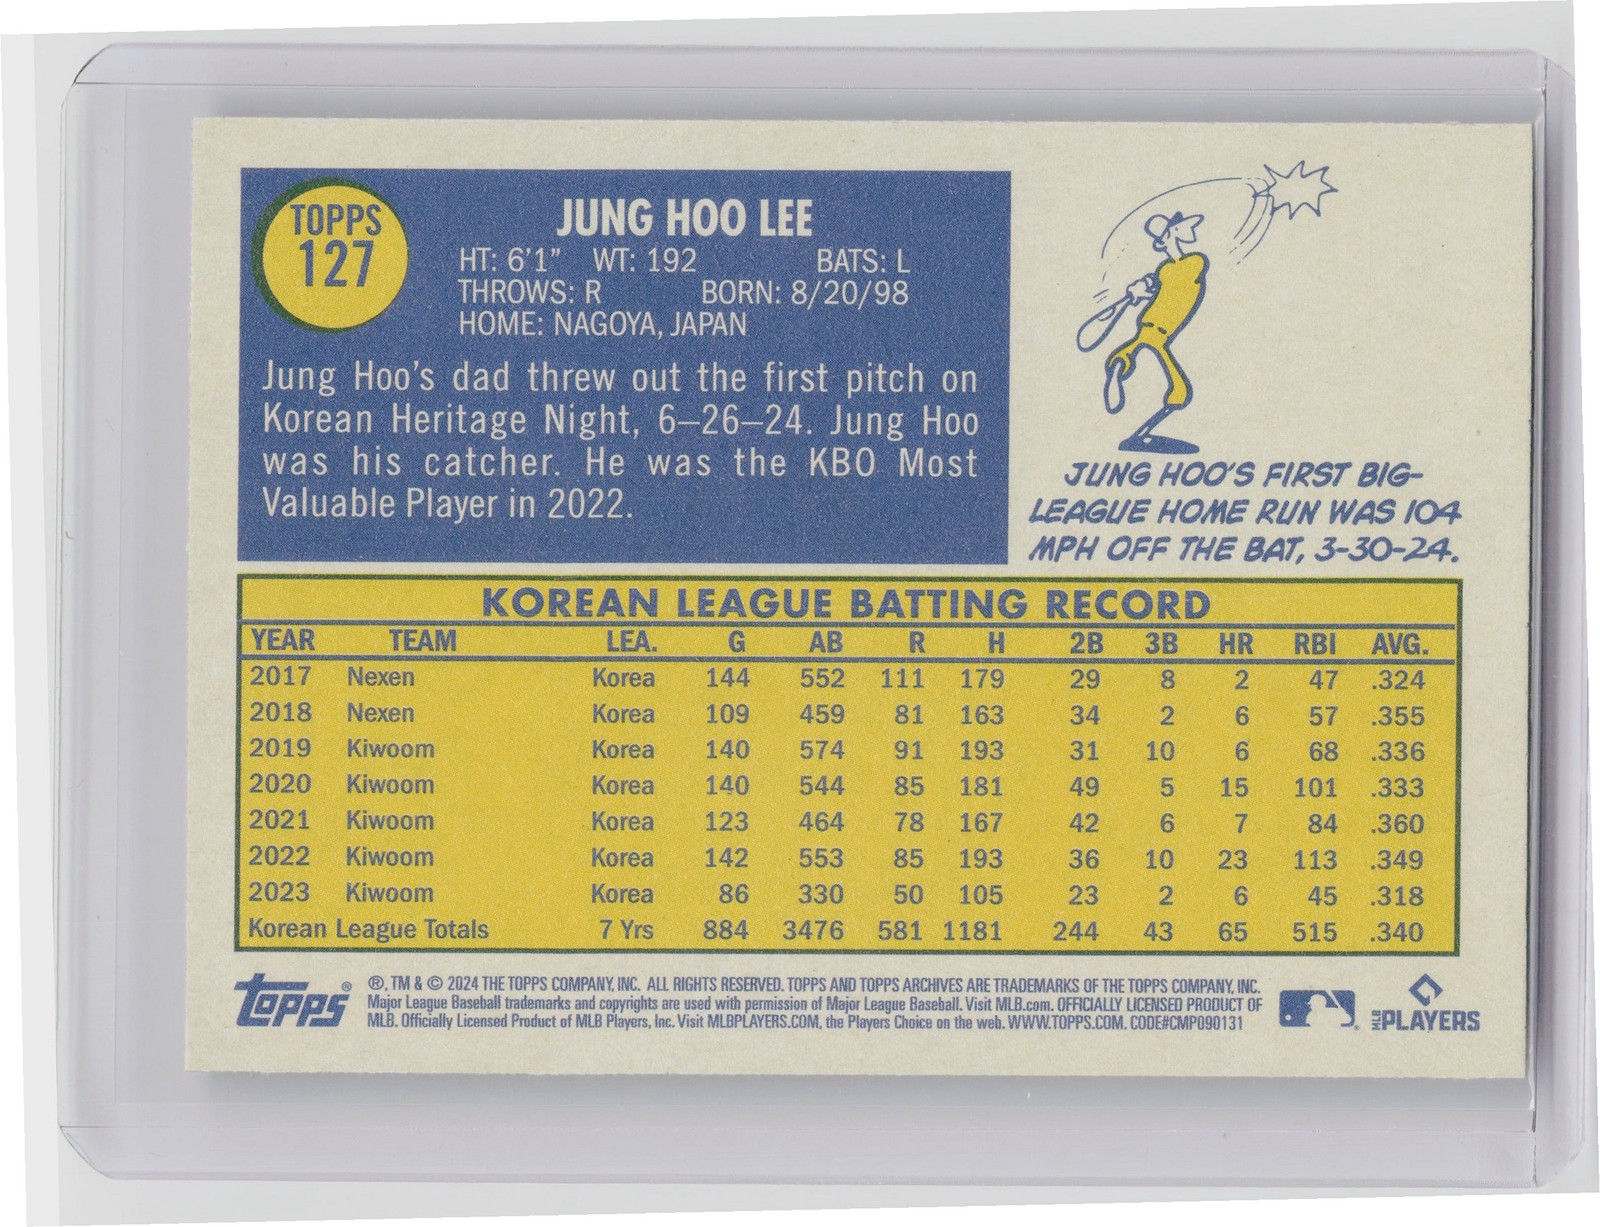 TOPPS
127
JUNG HOO LEE
HT: 6'1" WT: 192 BATS: L
THROWS: R BORN: 8/20/98
HOME: NAGOYA, JAPAN
Jung Hoo's dad threw out the first pitch on
Korean Heritage Night, 6–26–24. Jung Hoo
was his catcher. He was the KBO Most
Valuable Player in 2022.
JUNG HOO'S FIRST BIG-
LEAGUE HOME RUN WAS 104
MPH OFF THE BAT, 3-30-24.
KOREAN LEAGUE BATTING RECORD
YEAR TEAM LEA. G AB R H 2B 3B HR RBI AVG.
2017 Nexen Korea 144 552 111 179 29 8 2 47 .324
2018 Nexen Korea 109 459 81 163 34 2 6 57 .355
2019 Kiwoom Korea 140 574 91 193 31 10 6 68 .336
2020 Kiwoom Korea 140 544 85 181 49 5 15 101 .333
2021 Kiwoom Korea 123 464 78 167 42 6 7 84 .360
2022 Kiwoom Korea 142 553 85 193 36 10 23 113 .349
2023 Kiwoom Korea 86 330 50 105 23 2 6 45 .318
Korean League Totals 7 Yrs 884 3476 581 1181 244 43 65 515 .340
topps ®
®, TM & © 2024 THE TOPPS COMPANY, INC. ALL RIGHTS RESERVED. TOPPS AND TOPPS ARCHIVES ARE TRADEMARKS OF THE TOPPS COMPANY, INC.
Major League Baseball trademarks and copyrights are used with permission of Major League Baseball. Visit MLB.com. OFFICIALLY LICENSED PRODUCT OF
MLB. Officially Licensed Product of MLB Players, Inc. Visit MLBPLAYERS.COM, the Players Choice on the web. WWW.TOPPS.COM. CODE#CMP090131
MLB PLAYERS